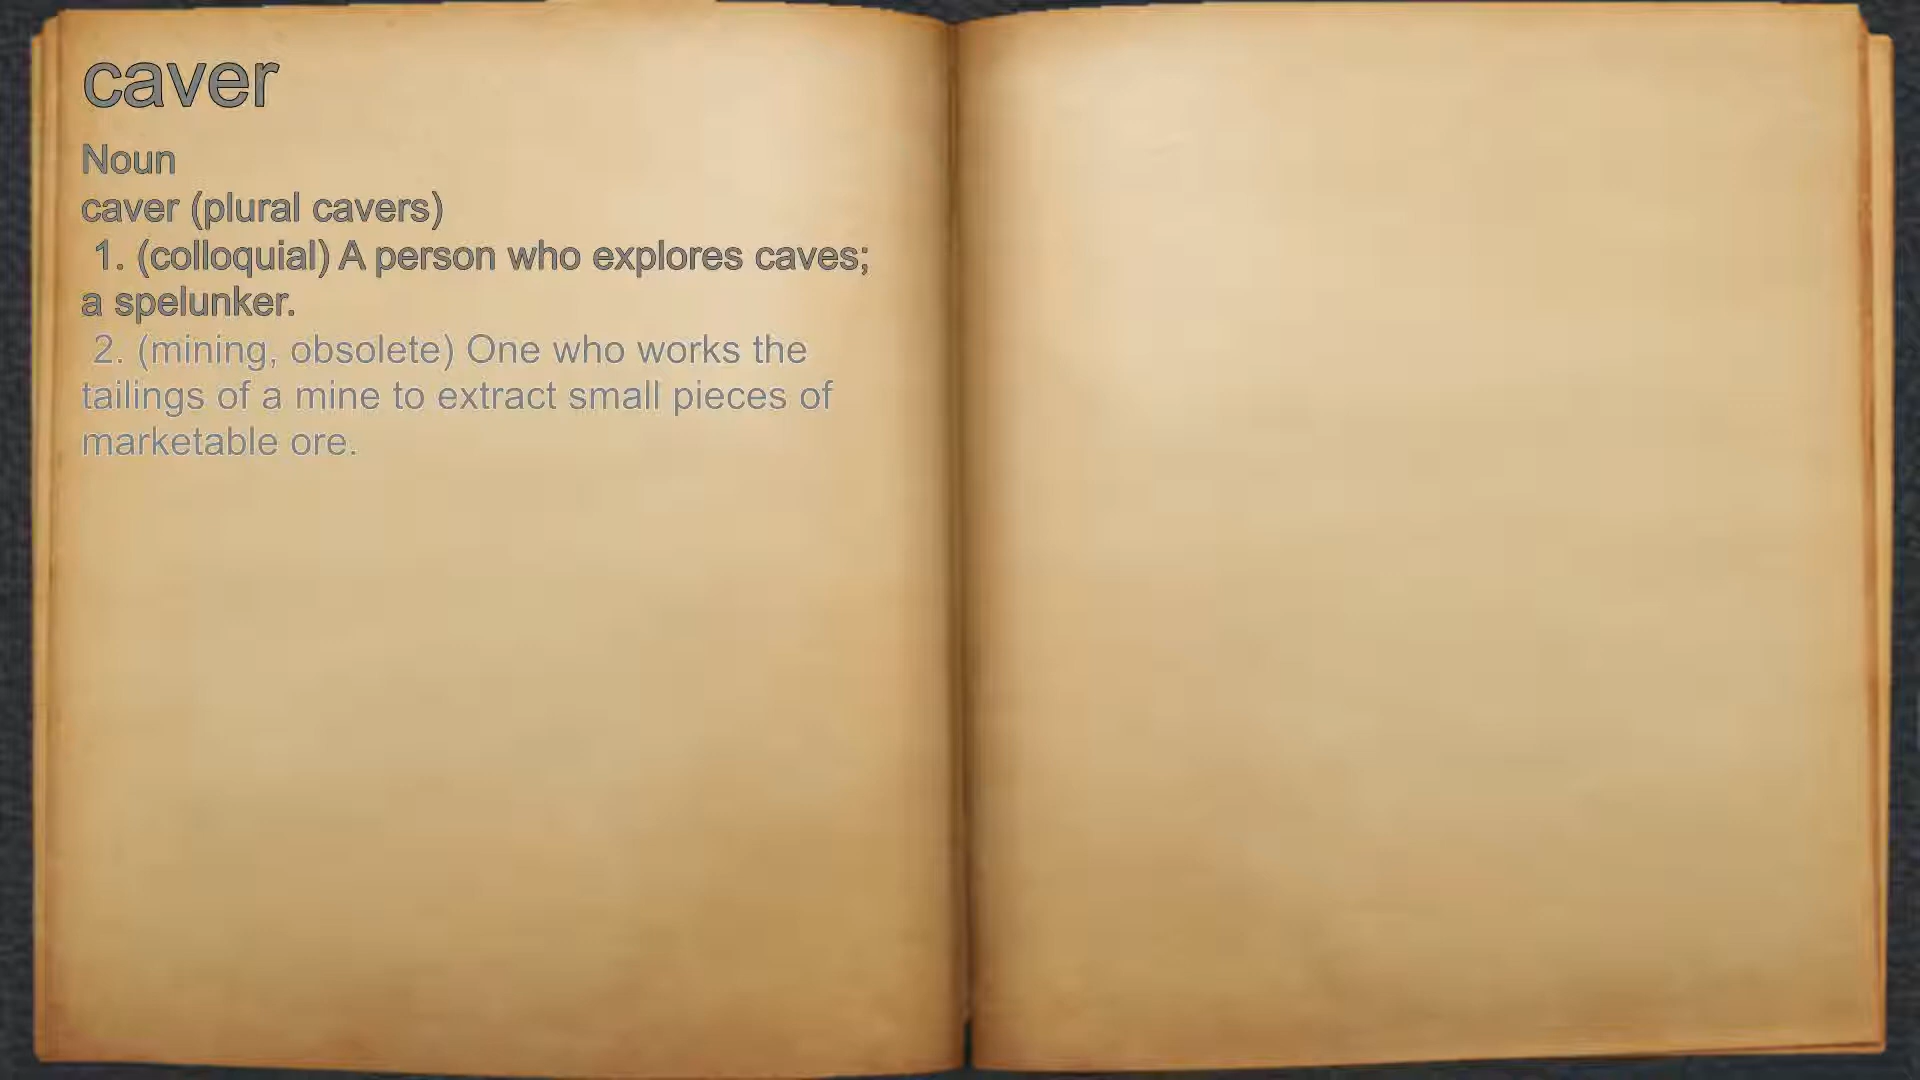 caver
Noun
caver (plural cavers)
1. (colloquial) A person who explores caves;
a spelunker.
2. (mining, obsolete) One who works the
tailings of a mine to extract small pieces of
marketable ore.